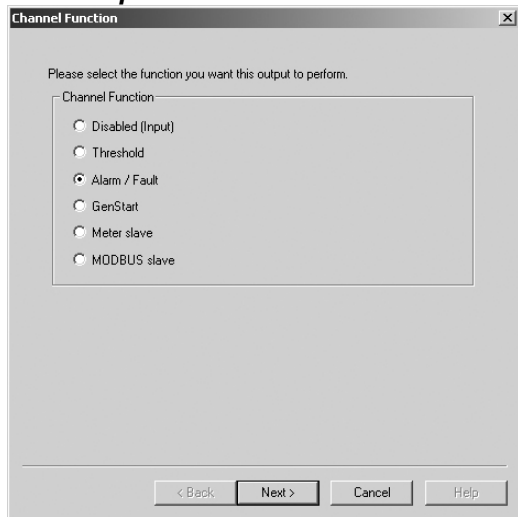 Channel Function
Please select the function you want this output to perform.
Channel Function
Disabled (Input)
Threshold
Alarm / Fault
GenStart
Meter slave
MODBUS slave
< Back Next > Cancel Help